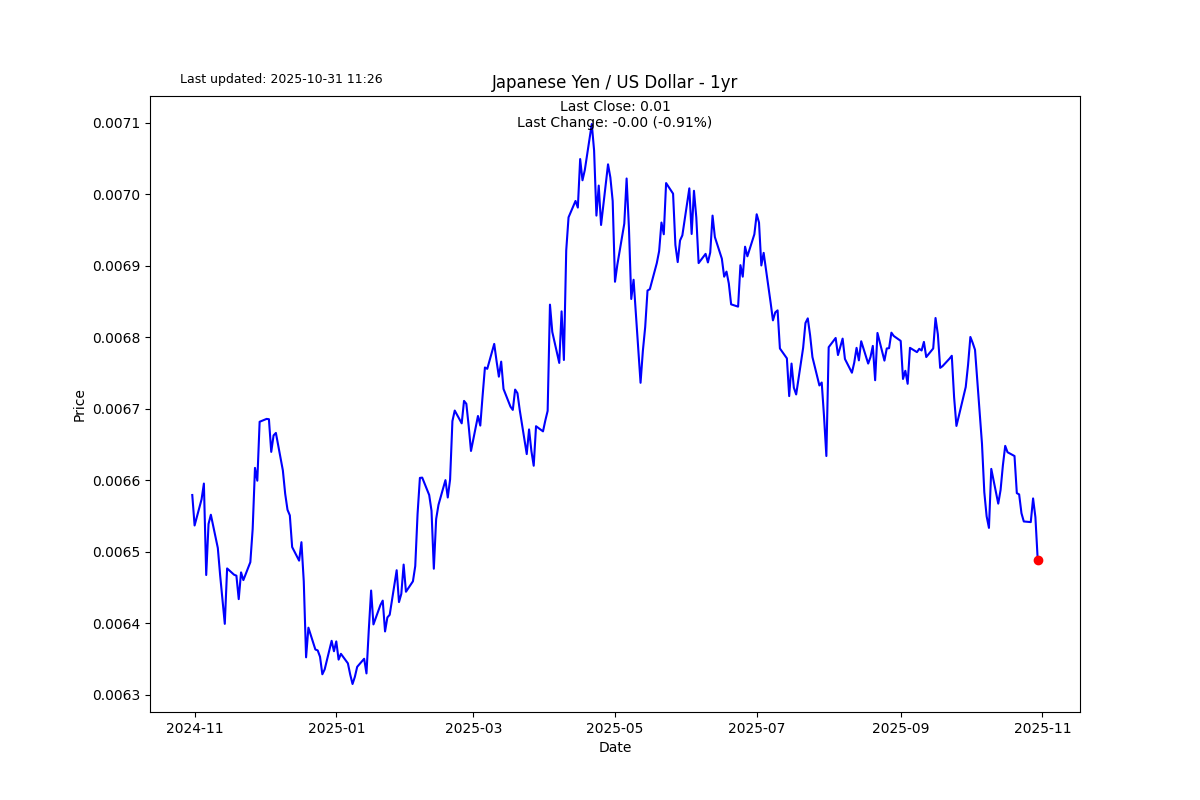 Last updated: 2025-10-31 11:26
Japanese Yen / US Dollar - 1yr
Last Close: 0.01
Last Change: -0.00 (-0.91%)
0.0071
0.0070
0.0069
0.0068
0.0067
0.0066
0.0065
0.0064
0.0063
Price
2024-11
2025-01
2025-03
2025-05
2025-07
2025-09
2025-11
Date